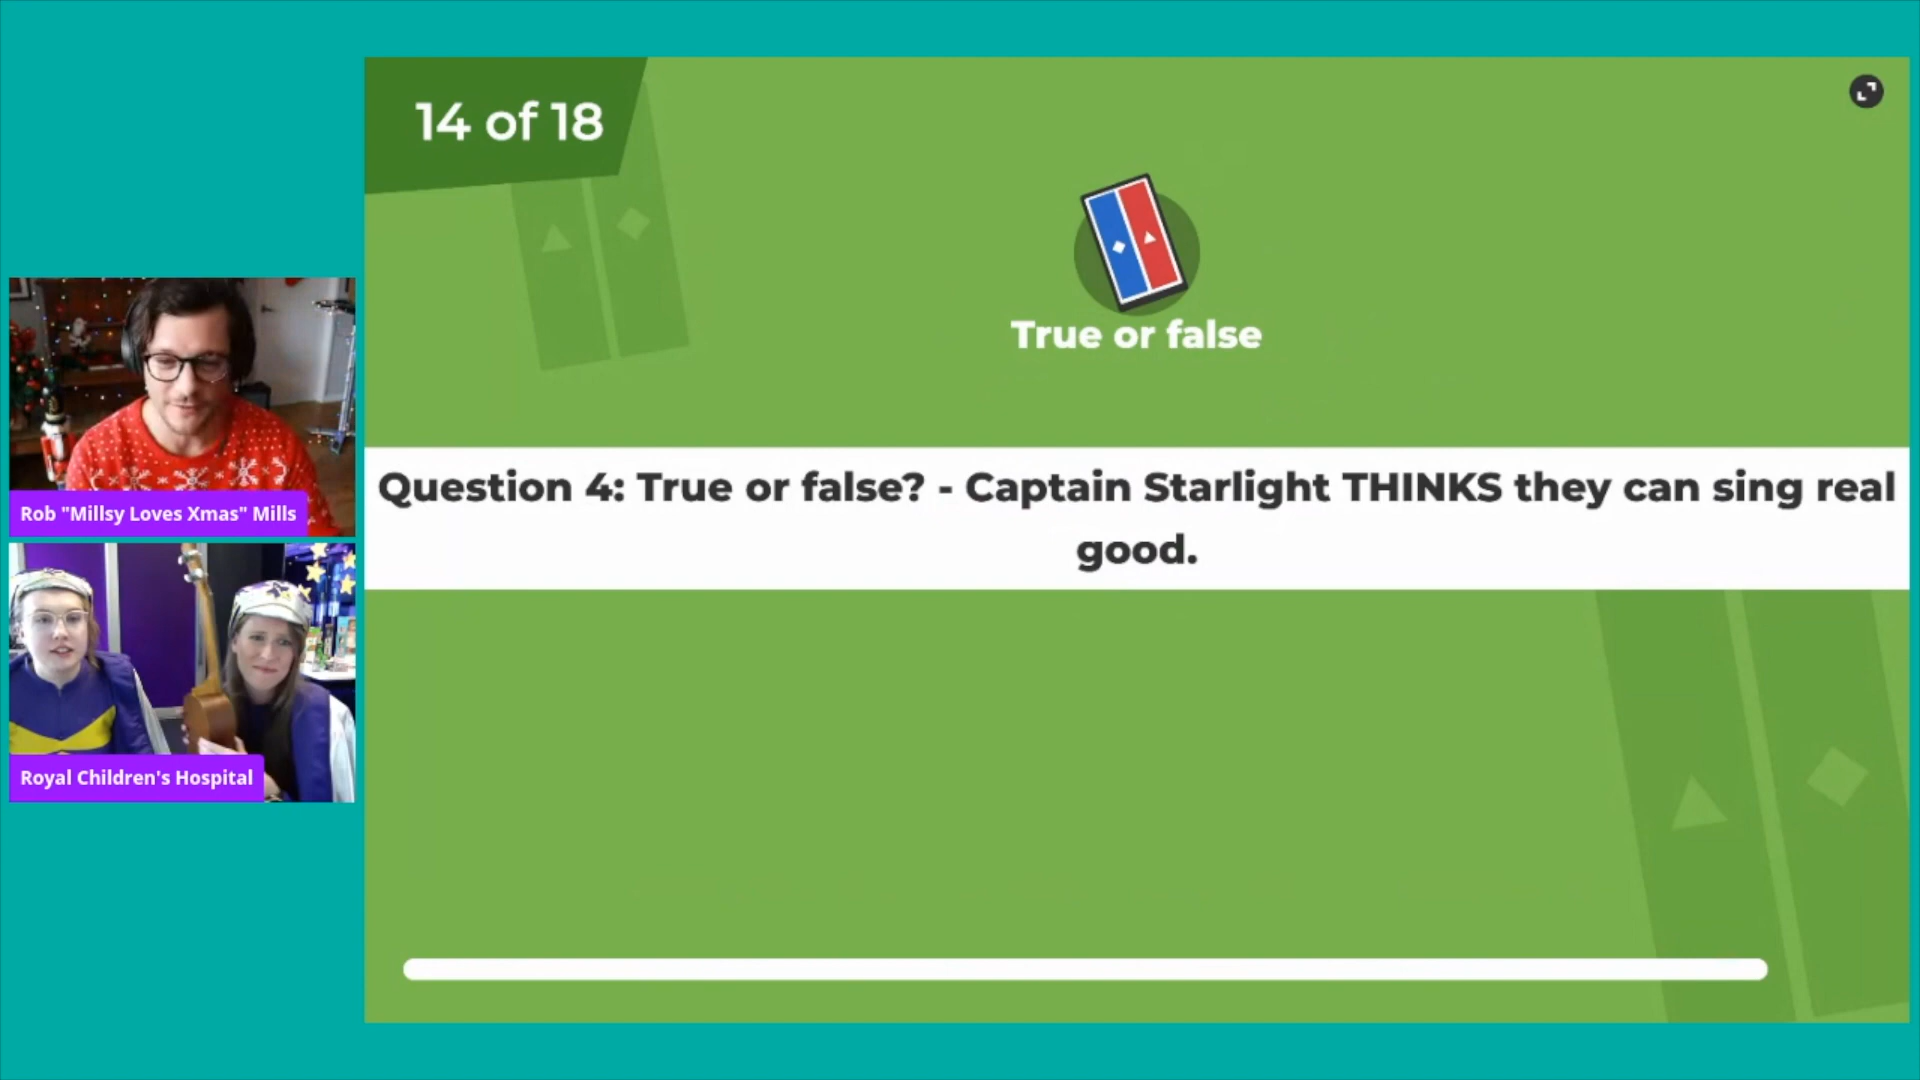 14 of 18
True or false
Question 4: True or false? - Captain Starlight THINKS they can sing real
good.
Rob "Millsy Loves Xmas" Mills
Royal Children's Hospital